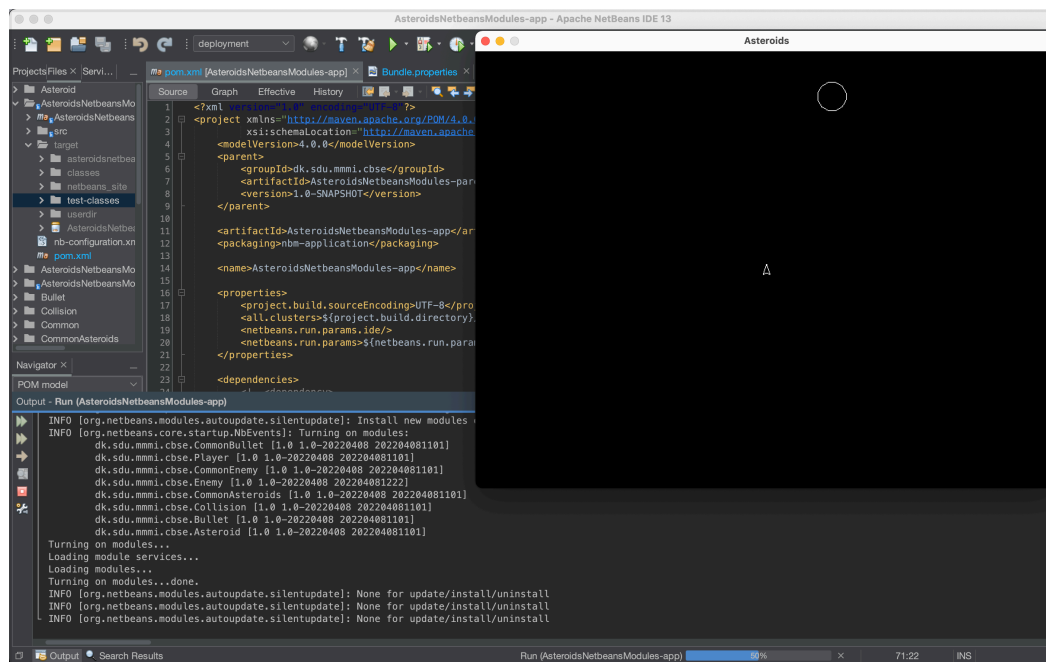 AsteroidsNetbeansModules-app - Apache NetBeans IDE 13
deployment
Asteroids
Projects Files × Servi...
pom.xml [AsteroidsNetbeansModules-app] ×
Bundle.properties ×
Source Graph Effective History
Asteroid
AsteroidsNetbeansMo
AsteroidsNetbeans
src
target
asteroidsnetbea
classes
netbeans_site
test-classes
userdir
AsteroidsNetbea
nb-configuration.xm
pom.xml
AsteroidsNetbeansMo
AsteroidsNetbeansMo
Bullet
Collision
Common
CommonAsteroids
1 <?xml version="1.0" encoding="UTF-8"?>
2 <project xmlns="http://maven.apache.org/POM/4.0.
3 xsi:schemaLocation="http://maven.apache
4 <modelVersion>4.0.0</modelVersion>
5 <parent>
6 <groupId>dk.sdu.mmmi.cbse</groupId>
7 <artifactId>AsteroidsNetbeansModules-par
8 <version>1.0-SNAPSHOT</version>
9 </parent>
10
11 <artifactId>AsteroidsNetbeansModules-app</ar
12 <packaging>nbm-application</packaging>
13
14 <name>AsteroidsNetbeansModules-app</name>
15
16 <properties>
17 <project.build.sourceEncoding>UTF-8</pro
18 <all.clusters>${project.build.directory}
19 <netbeans.run.params.ide/>
20 <netbeans.run.params>${netbeans.run.para
21 </properties>
22
23 <dependencies>
24 <!-- <dependency>
Navigator ×
POM model
Output - Run (AsteroidsNetbeansModules-app)
INFO [org.netbeans.modules.autoupdate.silentupdate]: Install new modules
INFO [org.netbeans.core.startup.NbEvents]: Turning on modules:
dk.sdu.mmmi.cbse.CommonBullet [1.0 1.0-20220408 202204081101]
dk.sdu.mmmi.cbse.Player [1.0 1.0-20220408 202204081101]
dk.sdu.mmmi.cbse.CommonEnemy [1.0 1.0-20220408 202204081101]
dk.sdu.mmmi.cbse.Enemy [1.0 1.0-20220408 202204081222]
dk.sdu.mmmi.cbse.CommonAsteroids [1.0 1.0-20220408 202204081101]
dk.sdu.mmmi.cbse.Collision [1.0 1.0-20220408 202204081101]
dk.sdu.mmmi.cbse.Bullet [1.0 1.0-20220408 202204081101]
dk.sdu.mmmi.cbse.Asteroid [1.0 1.0-20220408 202204081101]
Turning on modules...
Loading module services...
Loading modules...
Turning on modules...done.
INFO [org.netbeans.modules.autoupdate.silentupdate]: None for update/install/uninstall
INFO [org.netbeans.modules.autoupdate.silentupdate]: None for update/install/uninstall
INFO [org.netbeans.modules.autoupdate.silentupdate]: None for update/install/uninstall
Output Search Results
Run (AsteroidsNetbeansModules-app) 50% 71:22 INS